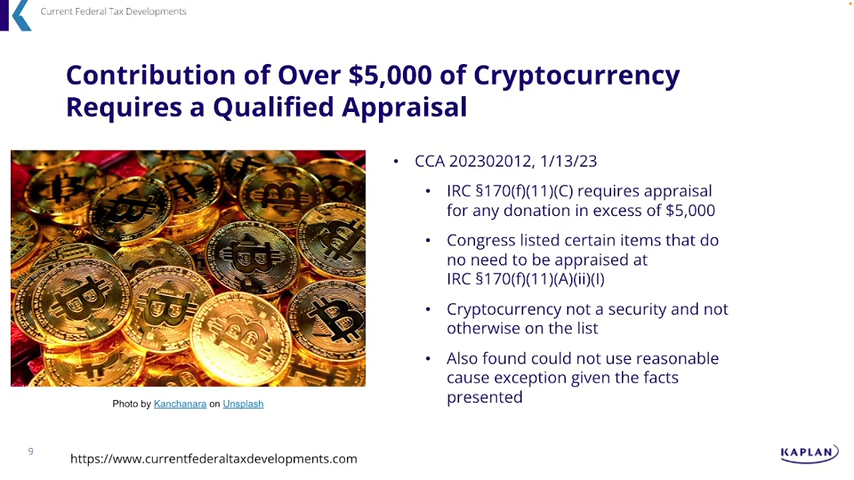 Current Federal Tax Developments
Contribution of Over $5,000 of Cryptocurrency
Requires a Qualified Appraisal
• CCA 202302012, 1/13/23
• IRC §170(f)(11)(C) requires appraisal
for any donation in excess of $5,000
• Congress listed certain items that do
no need to be appraised at
IRC §170(f)(11)(A)(ii)(I)
• Cryptocurrency not a security and not
otherwise on the list
• Also found could not use reasonable
cause exception given the facts
presented
Photo by Kanchanara on Unsplash
9
https://www.currentfederaltaxdevelopments.com
KAPLAN